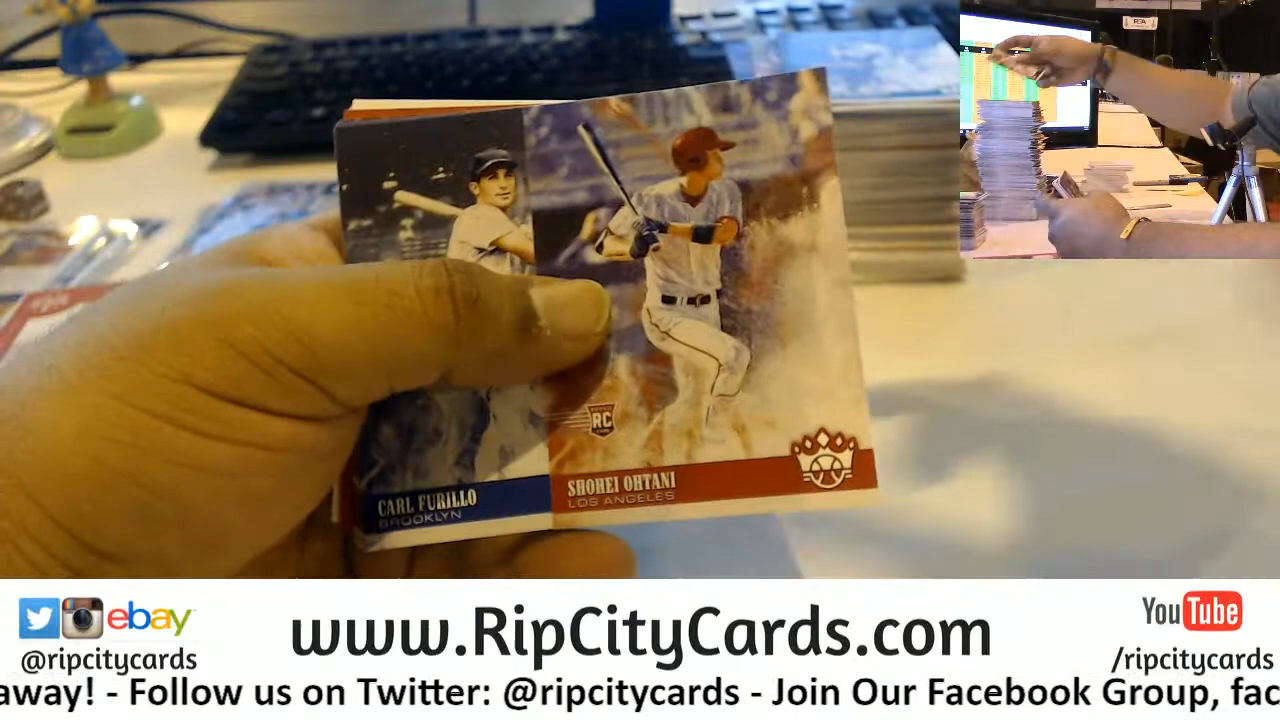 RC
CARL FURILLO
BROOKLYN
SHOHEI OHTANI
LOS ANGELES
ebay
@ripcitycards
www.RipCityCards.com
YouTube
/ripcitycards
away! - Follow us on Twitter: @ripcitycards - Join Our Facebook Group, fac